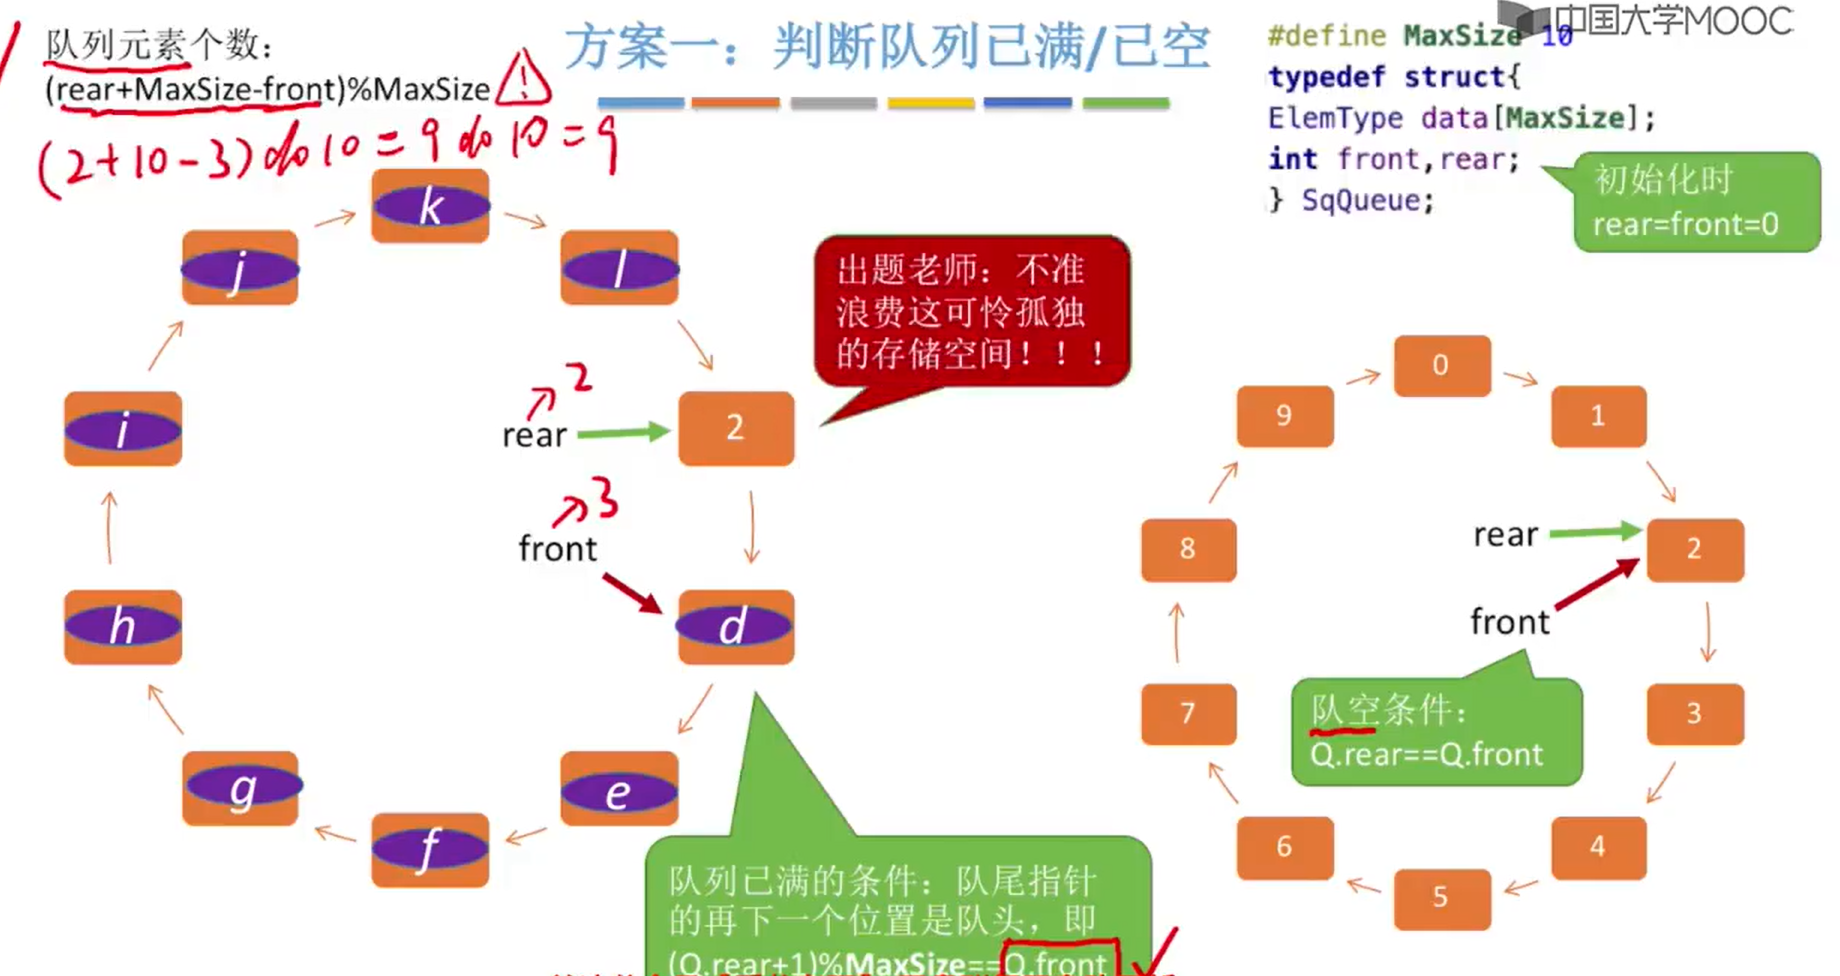 队列元素个数：
(rear+MaxSize-front)%MaxSize
(2+10-3)%10=9%10=9
方案一：判断队列已满/已空
中国大学MOOC
#define MaxSize 10
typedef struct{
ElemType data[MaxSize];
int front,rear;
} SqQueue;
初始化时
rear=front=0
k
j
l
出题老师：不准
浪费这可怜孤独
的存储空间！！！
2
i
rear
2
3
front
h
d
g
e
f
队列已满的条件：队尾指针
的再下一个位置是队头，即
(Q.rear+1)%MaxSize==Q.front
0
9
1
8
rear
2
front
7
队空条件：
Q.rear==Q.front
3
6
4
5